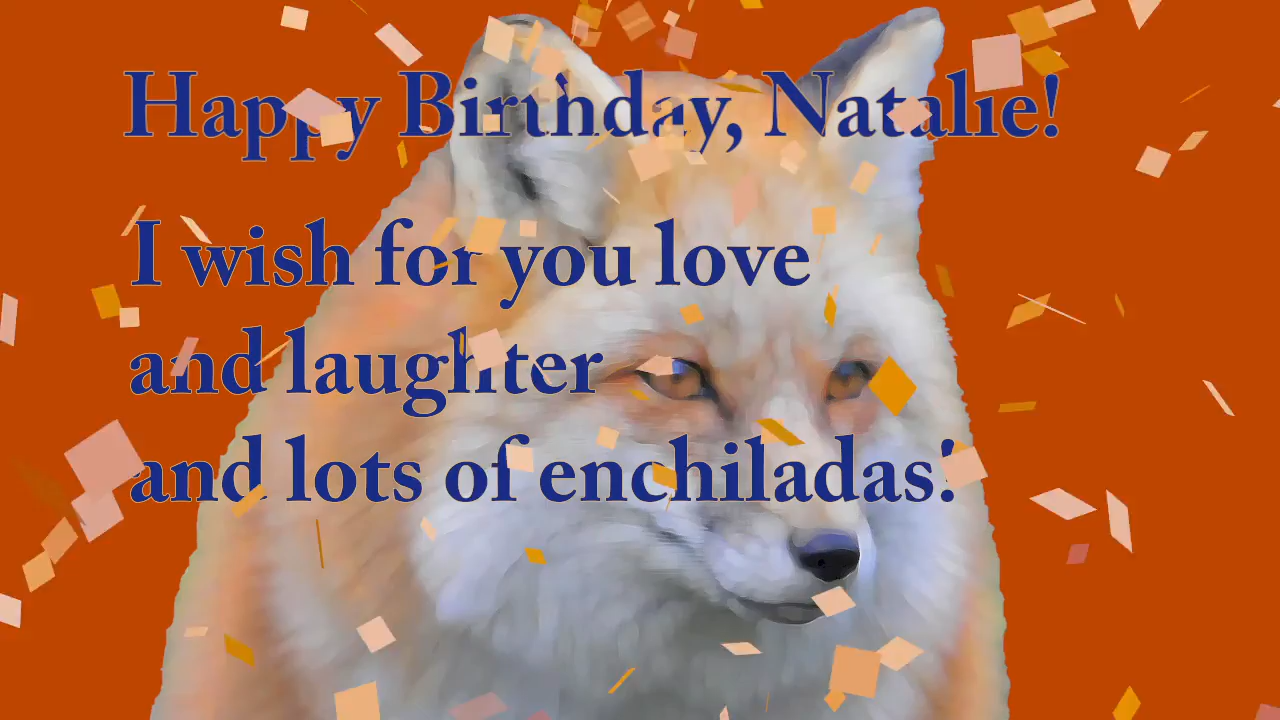 Happy Birthday, Natalie!
I wish for you love
and laughter
and lots of enchiladas!